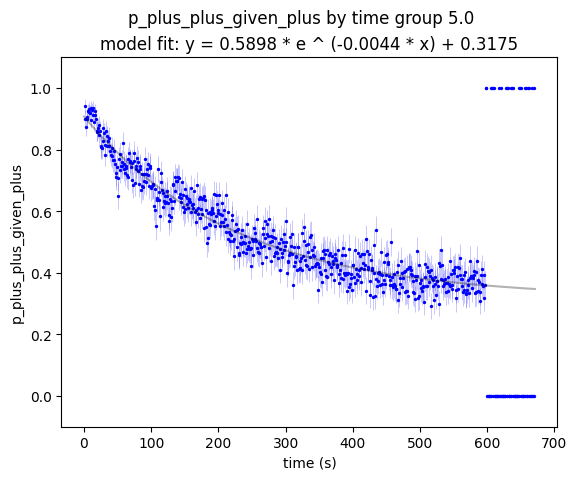 p_plus_plus_given_plus by time group 5.0
model fit: y = 0.5898 * e ^ (-0.0044 * x) + 0.3175
1.0
0.8
0.6
0.4
0.2
0.0
p_plus_plus_given_plus
0 100 200 300 400 500 600 700
time (s)